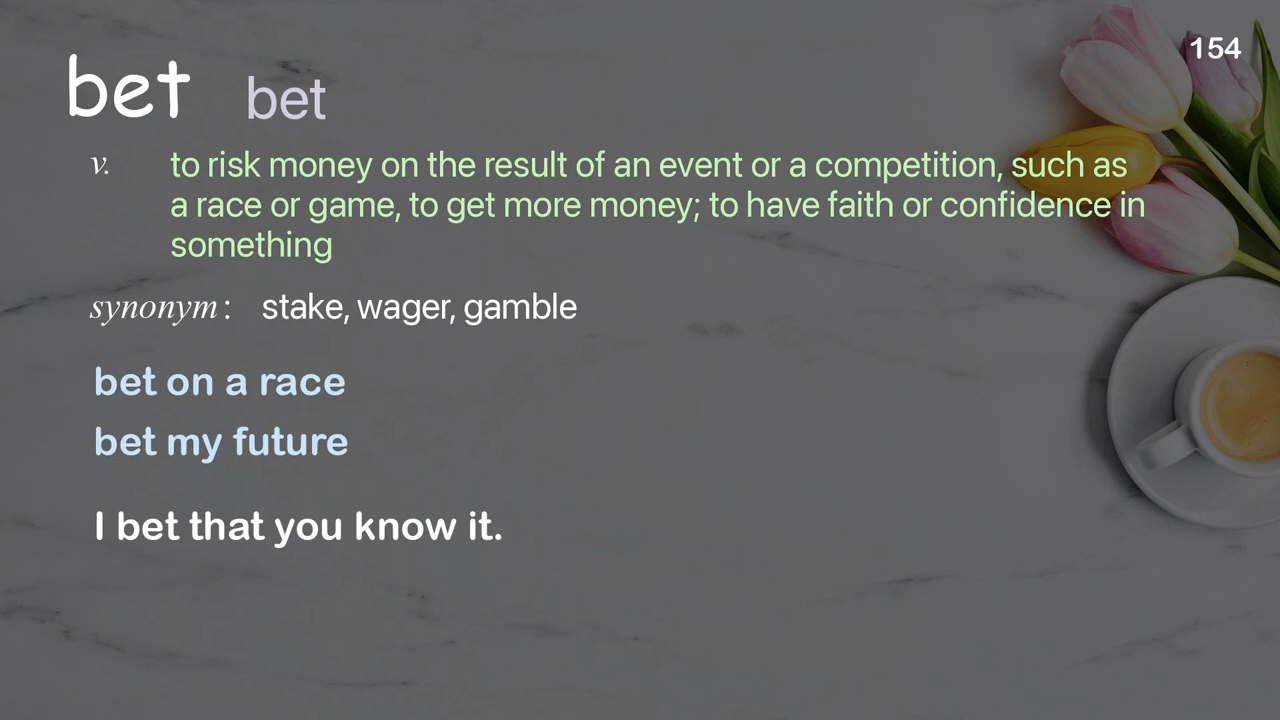 154
bet bet
v. to risk money on the result of an event or a competition, such as
a race or game, to get more money; to have faith or confidence in
something
synonym: stake, wager, gamble
bet on a race
bet my future
I bet that you know it.